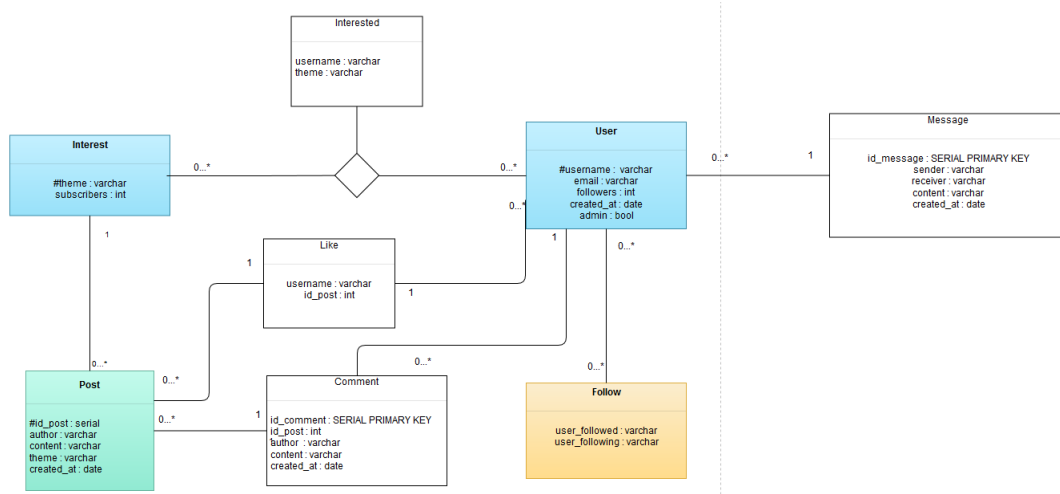 Interested
username : varchar
theme : varchar
Interest
#theme : varchar
subscribers : int
0...*
0...*
User
#username : varchar
email : varchar
followers : int
created_at : date
admin : bool
0...*
1
Message
id_message : SERIAL PRIMARY KEY
sender : varchar
receiver : varchar
content : varchar
created_at : date
0...*
1
Like
username : varchar
id_post : int
1
1
1
0...*
0...*
Post
#id_post : serial
author : varchar
content : varchar
theme : varchar
created_at : date
0...*
0...*
1
Comment
id_comment : SERIAL PRIMARY KEY
id_post : int
author : varchar
content : varchar
created_at : date
0...*
0...*
Follow
user_followed : varchar
user_following : varchar